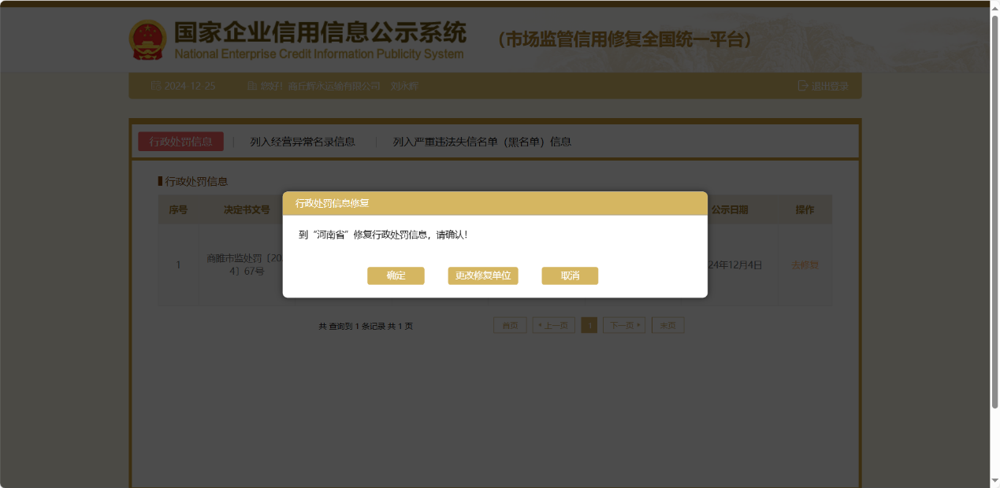 国家企业信用信息公示系统
National Enterprise Credit Information Publicity System
（市场监管信用修复全国统一平台）
2024-12-25 您好！商丘辉永运输有限公司 刘永辉 退出登录
行政处罚信息 列入经营异常名录信息 列入严重违法失信名单（黑名单）信息
行政处罚信息
序号 决定书文号 公示日期 操作
行政处罚信息修复
到“河南省”修复行政处罚信息，请确认！
1 商睢市监处罚〔20
4〕67号 24年12月4日 去修复
确定 更改修复单位 取消
共 查询到 1 条记录 共 1 页 首页 上一页 1 下一页 末页